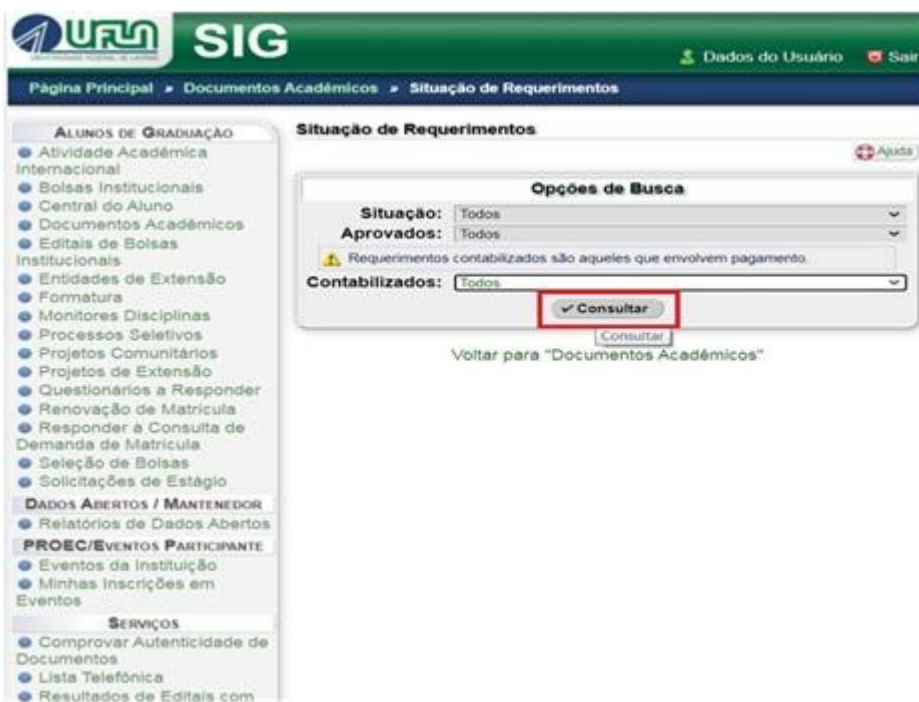 UFLA
UNIVERSIDADE FEDERAL DE LAVRAS
SIG
Dados do Usuário
Sair
Página Principal » Documentos Acadêmicos » Situação de Requerimentos
ALUNOS DE GRADUAÇÃO
Atividade Acadêmica
Internacional
Bolsas Institucionais
Central do Aluno
Documentos Acadêmicos
Editais de Bolsas
Institucionais
Entidades de Extensão
Formatura
Monitores Disciplinas
Processos Seletivos
Projetos Comunitários
Projetos de Extensão
Questionários a Responder
Renovação de Matrícula
Responder a Consulta de
Demanda de Matrícula
Seleção de Bolsas
Solicitações de Estágio
DADOS ABERTOS / MANTENEDOR
Relatórios de Dados Abertos
PROEC/EVENTOS PARTICIPANTE
Eventos da Instituição
Minhas Inscrições em
Eventos
SERVIÇOS
Comprovar Autenticidade de
Documentos
Lista Telefônica
Resultados de Editais com
Situação de Requerimentos
Ajuda
Opções de Busca
Situação: Todos
Aprovados: Todos
Requerimentos contabilizados são aqueles que envolvem pagamento.
Contabilizados: Todos
Consultar
Consultar
Voltar para "Documentos Acadêmicos"